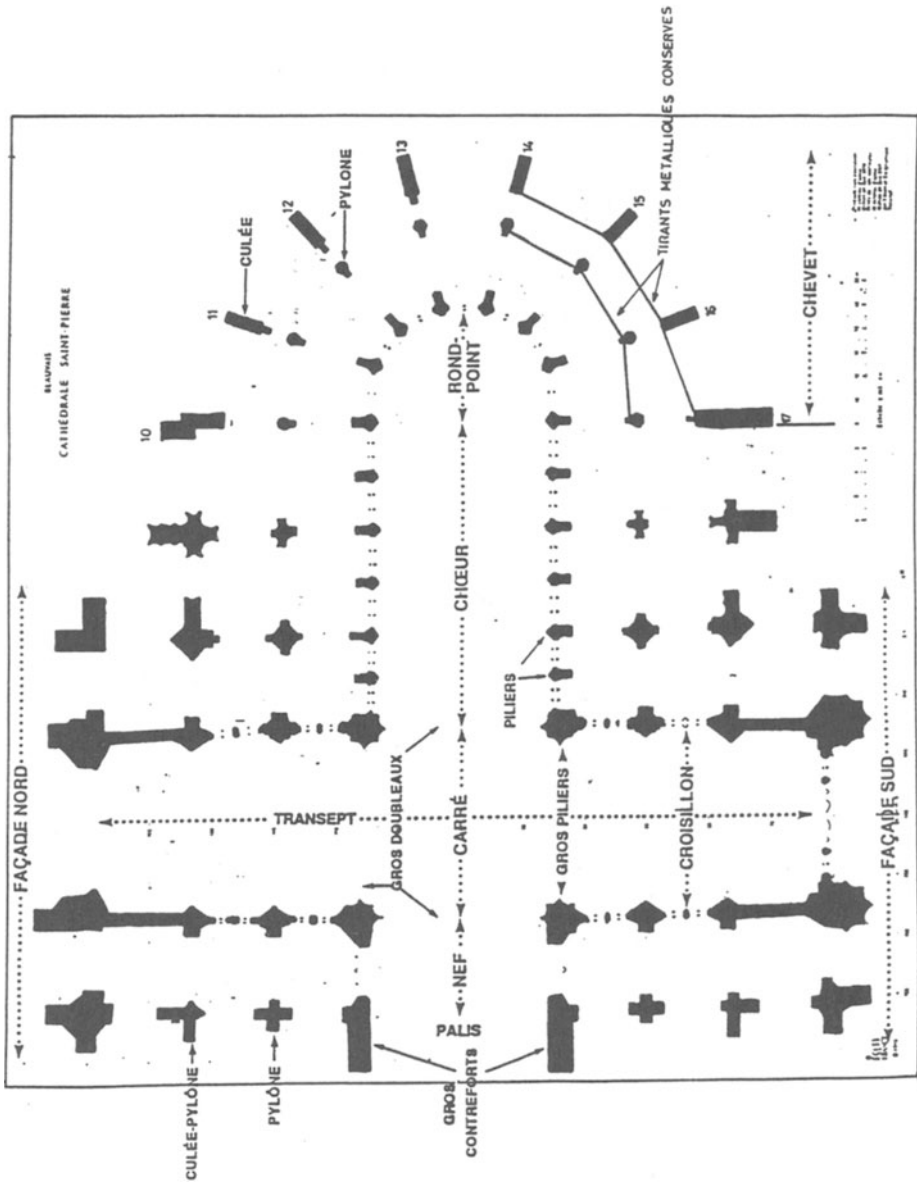 BEAUVAIS
CATHÉDRALE SAINT-PIERRE
FAÇADE NORD
10
11
12
13
14
15
16
17
CULÉE
PYLONE
TIRANTS METALLIQUES CONSERVES
CHEVET
ROND-
POINT
CHŒUR
PILIERS
GROS DOUBLEAUX
TRANSEPT
CARRÉ
GROS PILIERS
CROISILLON
FAÇADE SUD
NEF
PALIS
GROS
CONTREFORTS
CULÉE-PYLÔNE
PYLÔNE